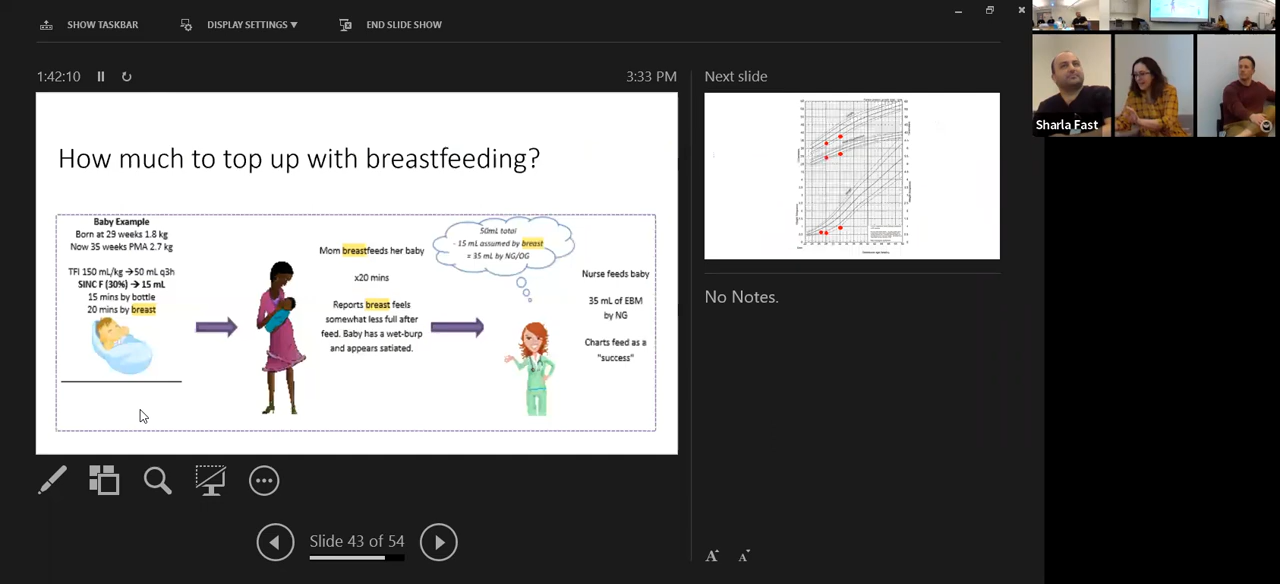 SHOW TASKBAR
DISPLAY SETTINGS ▼
END SLIDE SHOW
1:42:10
3:33 PM
Next slide
Sharla Fast
How much to top up with breastfeeding?
Baby Example
Born at 29 weeks 1.8 kg
Now 35 weeks PMA 2.7 kg
TFI 150 mL/kg →50 mL q3h
SINC F (30%) → 15 mL
15 mins by bottle
20 mins by breast
Mom breastfeeds her baby
x20 mins
Reports breast feels
somewhat less full after
feed. Baby has a wet-burp
and appears satiated.
50mL total
- 15 mL assumed by breast
= 35 mL by NG/OG
Nurse feeds baby
35 mL of EBM
by NG
Charts feed as a
"success"
No Notes.
Slide 43 of 54
A
A